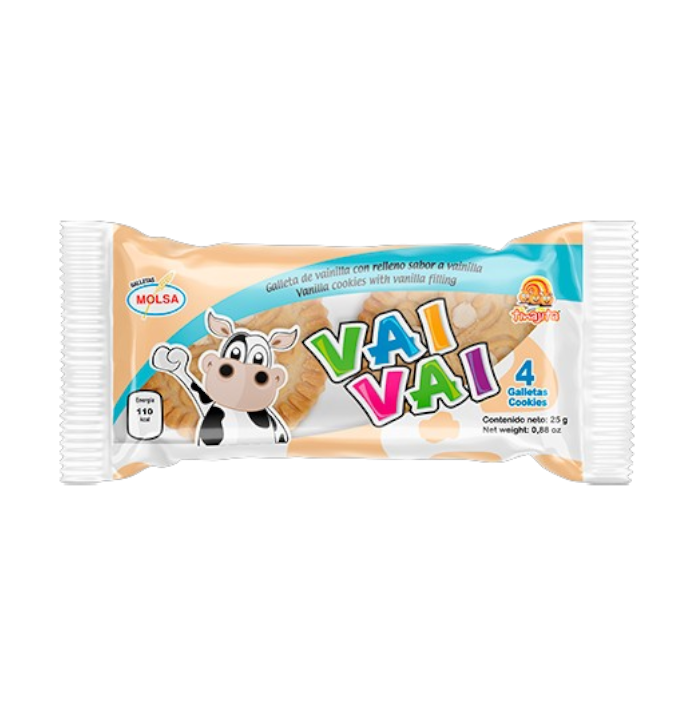 Galleta de vainilla con relleno sabor a vainilla
Vanilla cookies with vanilla filling
GALLETAS
MOLSA
VAI
VAI
4
Galletas
Cookies
Energía
110
kcal
Contenido neto: 25 g
Net weight: 0,88 oz